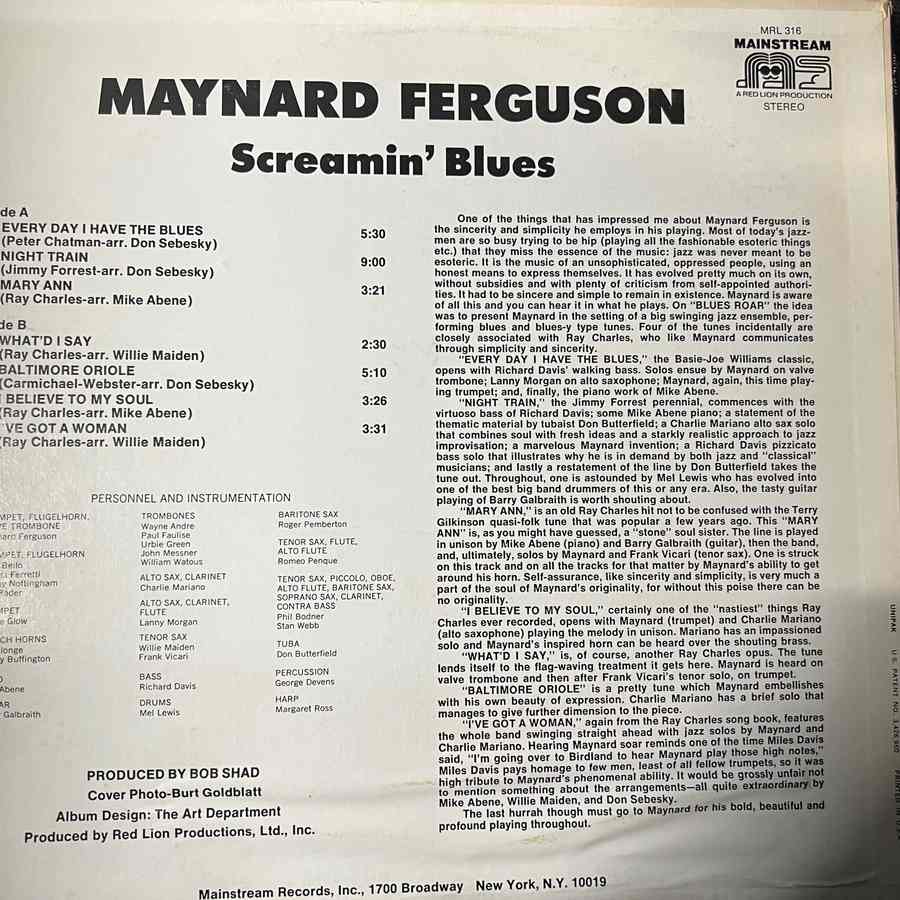 MRL 316
MAINSTREAM
A RED LION PRODUCTION
STEREO
MAYNARD FERGUSON
Screamin' Blues
de A
EVERY DAY I HAVE THE BLUES 5:30
(Peter Chatman-arr. Don Sebesky)
NIGHT TRAIN 9:00
(Jimmy Forrest-arr. Don Sebesky)
MARY ANN 3:21
(Ray Charles-arr. Mike Abene)
de B
WHAT'D I SAY 2:30
(Ray Charles-arr. Willie Maiden)
BALTIMORE ORIOLE 5:10
(Carmichael-Webster-arr. Don Sebesky)
I BELIEVE TO MY SOUL 3:26
(Ray Charles-arr. Mike Abene)
I'VE GOT A WOMAN 3:31
(Ray Charles-arr. Willie Maiden)
PERSONNEL AND INSTRUMENTATION
MPET, FLUGELHORN,
VE TROMBONE
nard Ferguson
MPET, FLUGELHORN
Bello
Ferretti
Nottingham
Rader
MPET
e Glow
CH HORNS
longe
y Buffington
O
Abene
AR
Galbraith
TROMBONES
Wayne Andre
Paul Faulise
Urbie Green
John Messner
William Watous
ALTO SAX, CLARINET
Charlie Mariano
ALTO SAX, CLARINET,
FLUTE
Lanny Morgan
TENOR SAX
Willie Maiden
Frank Vicari
BASS
Richard Davis
DRUMS
Mel Lewis
BARITONE SAX
Roger Pemberton
TENOR SAX, FLUTE,
ALTO FLUTE
Romeo Penque
TENOR SAX, PICCOLO, OBOE,
ALTO FLUTE, BARITONE SAX,
SOPRANO SAX, CLARINET,
CONTRA BASS
Phil Bodner
Stan Webb
TUBA
Don Butterfield
PERCUSSION
George Devens
HARP
Margaret Ross
PRODUCED BY BOB SHAD
Cover Photo-Burt Goldblatt
Album Design: The Art Department
Produced by Red Lion Productions, Ltd., Inc.
One of the things that has impressed me about Maynard Ferguson is
the sincerity and simplicity he employs in his playing. Most of today's jazz-
men are so busy trying to be hip (playing all the fashionable esoteric things
etc.) that they miss the essence of the music: jazz was never meant to be
esoteric. It is the music of an unsophisticated, oppressed people, using an
honest means to express themselves. It has evolved pretty much on its own,
without subsidies and with plenty of criticism from self-appointed authori-
ties. It had to be sincere and simple to remain in existence. Maynard is aware
of all this and you can hear it in what he plays. On "BLUES ROAR" the idea
was to present Maynard in the setting of a big swinging jazz ensemble, per-
forming blues and blues-y type tunes. Four of the tunes incidentally are
closely associated with Ray Charles, who like Maynard communicates
through simplicity and sincerity.
"EVERY DAY I HAVE THE BLUES," the Basie-Joe Williams classic,
opens with Richard Davis' walking bass. Solos ensue by Maynard on valve
trombone; Lanny Morgan on alto saxophone; Maynard, again, this time play-
ing trumpet; and, finally, the piano work of Mike Abene.
"NIGHT TRAIN," the Jimmy Forrest perennial, commences with the
virtuoso bass of Richard Davis; some Mike Abene piano; a statement of the
thematic material by tubaist Don Butterfield; a Charlie Mariano alto sax solo
that combines soul with fresh ideas and a starkly realistic approach to jazz
improvisation; a marvelous Maynard invention; a Richard Davis pizzicato
bass solo that illustrates why he is in demand by both jazz and "classical"
musicians; and lastly a restatement of the line by Don Butterfield takes the
tune out. Throughout, one is astounded by Mel Lewis who has evolved into
one of the best big band drummers of this or any era. Also, the tasty guitar
playing of Barry Galbraith is worth shouting about.
"MARY ANN," is an old Ray Charles hit not to be confused with the Terry
Gilkinson quasi-folk tune that was popular a few years ago. This "MARY
ANN" is, as you might have guessed, a "stone" soul sister. The line is played
in unison by Mike Abene (piano) and Barry Galbraith (guitar), then the band,
and, ultimately, solos by Maynard and Frank Vicari (tenor sax). One is struck
on this track and on all the tracks for that matter by Maynard's ability to get
around his horn. Self-assurance, like sincerity and simplicity, is very much a
part of the soul of Maynard's originality, for without this poise there can be
no originality.
"I BELIEVE TO MY SOUL," certainly one of the "nastiest" things Ray
Charles ever recorded, opens with Maynard (trumpet) and Charlie Mariano
(alto saxophone) playing the melody in unison. Mariano has an impassioned
solo and Maynard's inspired horn can be heard over the shouting brass.
"WHAT'D I SAY," is, of course, another Ray Charles opus. The tune
lends itself to the flag-waving treatment it gets here. Maynard is heard on
valve trombone and then after Frank Vicari's tenor solo, on trumpet.
"BALTIMORE ORIOLE" is a pretty tune which Maynard embellishes
with his own beauty of expression. Charlie Mariano has a brief solo that
manages to give further dimension to the piece.
"I'VE GOT A WOMAN," again from the Ray Charles song book, features
the whole band swinging straight ahead with jazz solos by Maynard and
Charlie Mariano. Hearing Maynard soar reminds one of the time Miles Davis
said, "I'm going over to Birdland to hear Maynard play those high notes,"
Miles Davis pays homage to few men, least of all fellow trumpets, so it was
high tribute to Maynard's phenomenal ability. It would be grossly unfair not
to mention something about the arrangements—all quite extraordinary by
Mike Abene, Willie Maiden, and Don Sebesky.
The last hurrah though must go to Maynard for his bold, beautiful and
profound playing throughout.
Mainstream Records, Inc., 1700 Broadway New York, N.Y. 10019
UNIPAK U.S. PATENT NO.